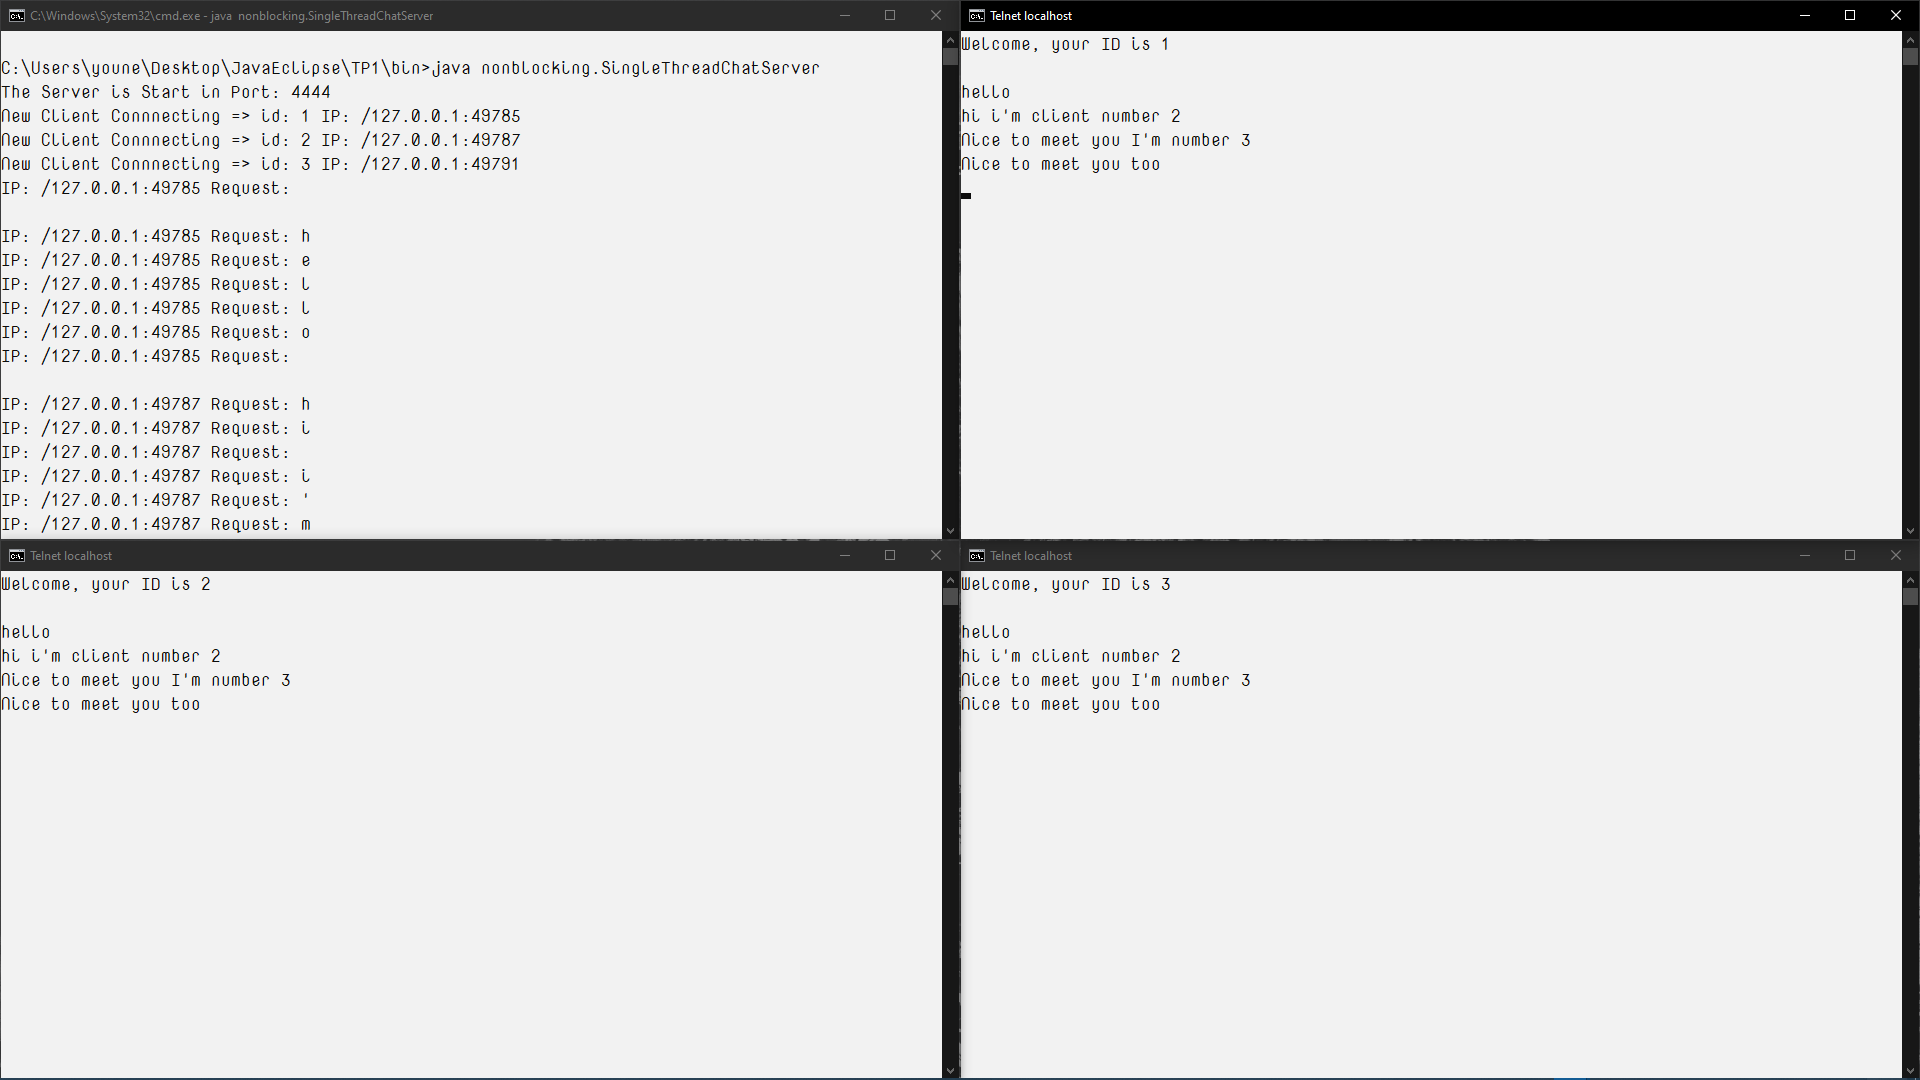 C:\Windows\System32\cmd.exe - java  nonblocking.SingleThreadChatServer
C:\Users\youne\Desktop\JavaEclipse\TP1\bin>java nonblocking.SingleThreadChatServer
The Server is Start in Port: 4444
New Client Connnecting => id: 1 IP: /127.0.0.1:49785
New Client Connnecting => id: 2 IP: /127.0.0.1:49787
New Client Connnecting => id: 3 IP: /127.0.0.1:49791
IP: /127.0.0.1:49785 Request:
IP: /127.0.0.1:49785 Request: h
IP: /127.0.0.1:49785 Request: e
IP: /127.0.0.1:49785 Request: l
IP: /127.0.0.1:49785 Request: l
IP: /127.0.0.1:49785 Request: o
IP: /127.0.0.1:49785 Request:
IP: /127.0.0.1:49787 Request: h
IP: /127.0.0.1:49787 Request: i
IP: /127.0.0.1:49787 Request:
IP: /127.0.0.1:49787 Request: i
IP: /127.0.0.1:49787 Request: '
IP: /127.0.0.1:49787 Request: m
Telnet localhost
Welcome, your ID is 1
hello
hi i'm client number 2
Nice to meet you I'm number 3
Nice to meet you too
Telnet localhost
Welcome, your ID is 2
hello
hi i'm client number 2
Nice to meet you I'm number 3
Nice to meet you too
Telnet localhost
Welcome, your ID is 3
hello
hi i'm client number 2
Nice to meet you I'm number 3
Nice to meet you too